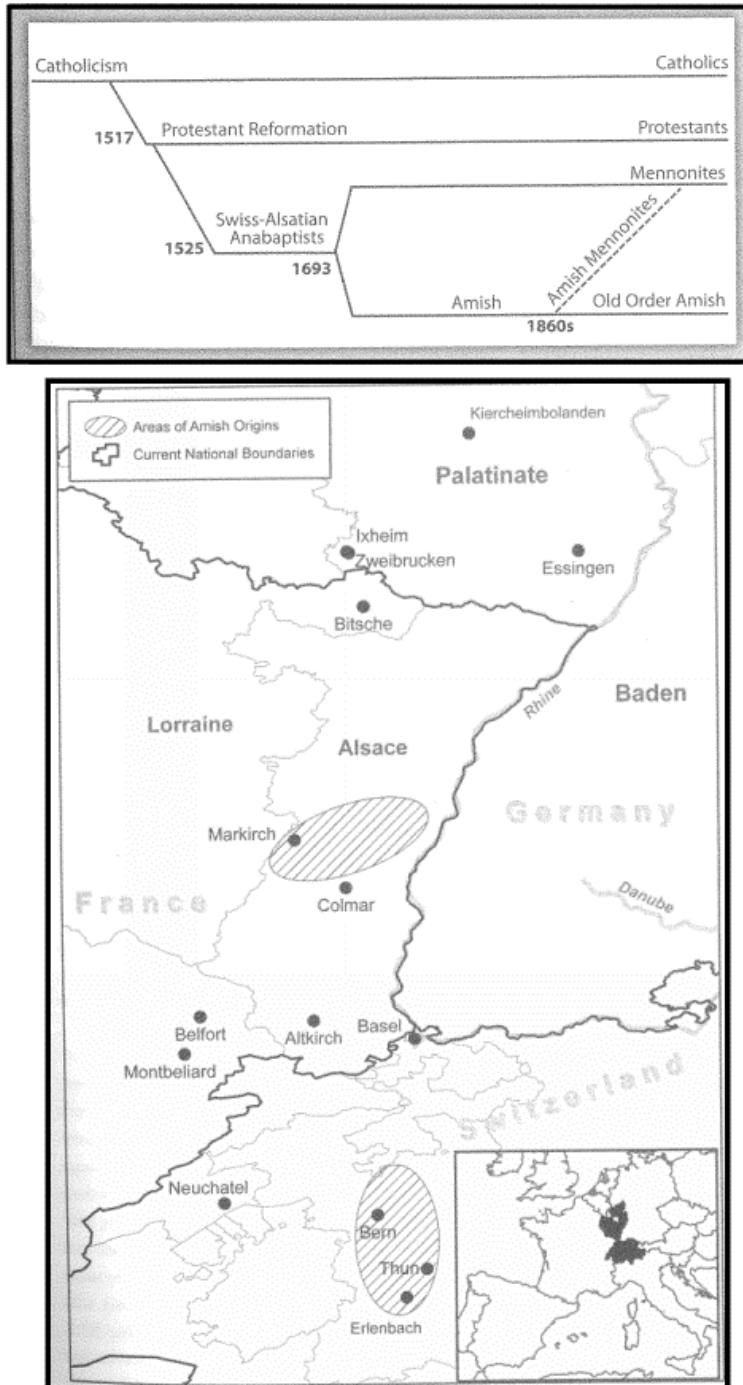 Catholicism
Catholics
1517
Protestant Reformation
Protestants
Mennonites
Swiss-Alsatian
Anabaptists
1525
1693
Amish Mennonites
Amish
Old Order Amish
1860s
Areas of Amish Origins
Current National Boundaries
Kiercheimbolanden
Palatinate
Ixheim
Zweibrucken
Essingen
Bitsche
Rhine
Baden
Lorraine
Alsace
Germany
Markirch
Colmar
France
Danube
Belfort
Altkirch
Basel
Montbeliard
Switzerland
Neuchatel
Bern
Thun
Erlenbach